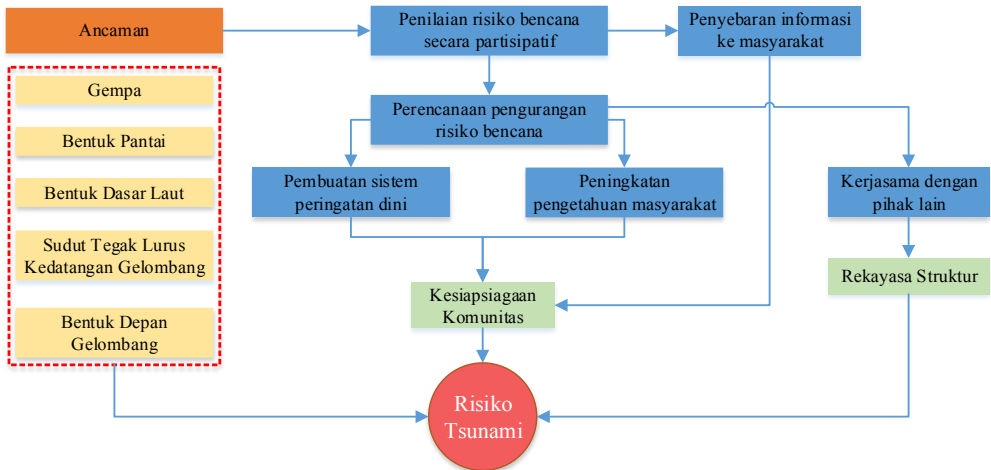 Ancaman
Penilaian risiko bencana
secara partisipatif
Penyebaran informasi
ke masyarakat
Gempa
Bentuk Pantai
Bentuk Dasar Laut
Sudut Tegak Lurus
Kedatangan Gelombang
Bentuk Depan
Gelombang
Perencanaan pengurangan
risiko bencana
Pembuatan sistem
peringatan dini
Peningkatan
pengetahuan masyarakat
Kerjasama dengan
pihak lain
Kesiapsiagaan
Komunitas
Rekayasa Struktur
Risiko
Tsunami